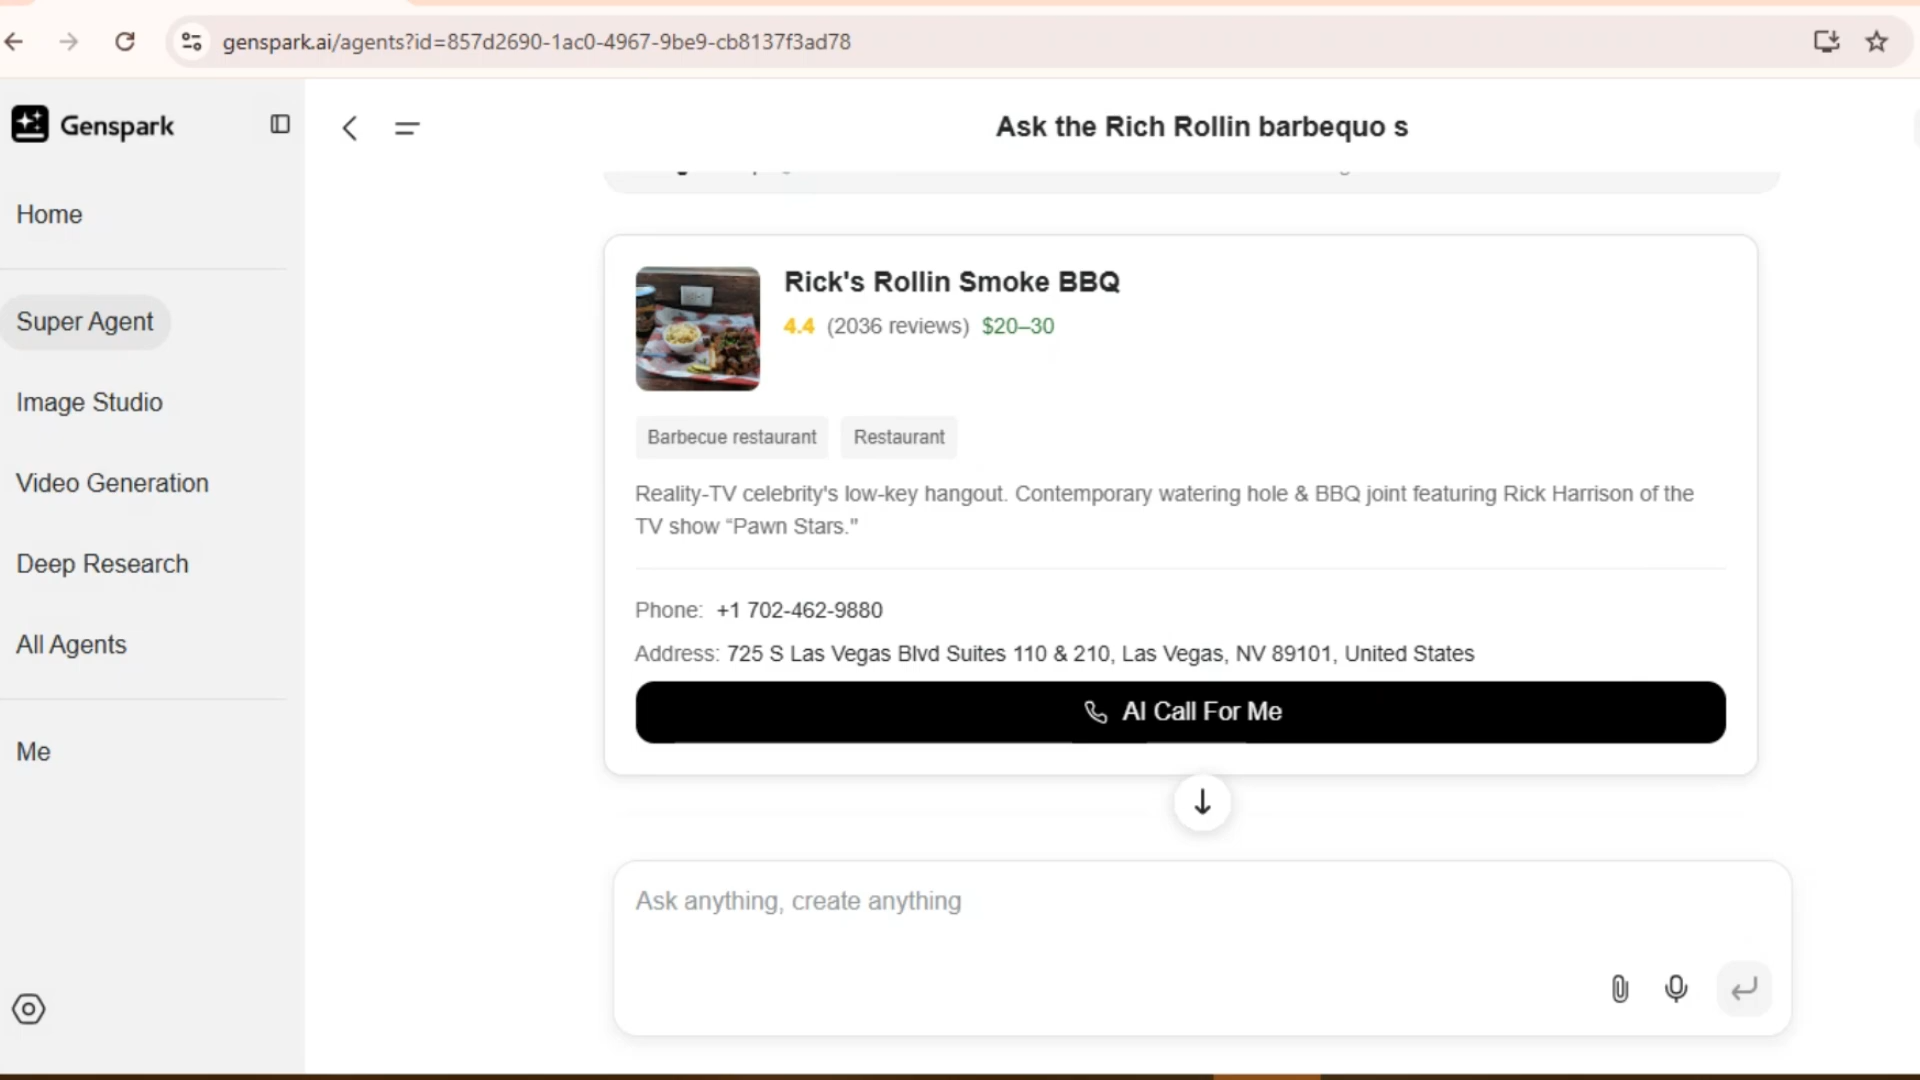 genspark.ai/agents?id=857d2690-1ac0-4967-9be9-cb8137f3ad78
Genspark
Home
Super Agent
Image Studio
Video Generation
Deep Research
All Agents
Me
Ask the Rich Rollin barbequo s
Rick's Rollin Smoke BBQ
4.4 (2036 reviews) $20–30
Barbecue restaurant Restaurant
Reality-TV celebrity's low-key hangout. Contemporary watering hole & BBQ joint featuring Rick Harrison of the
TV show “Pawn Stars."
Phone: +1 702-462-9880
Address: 725 S Las Vegas Blvd Suites 110 & 210, Las Vegas, NV 89101, United States
AI Call For Me
Ask anything, create anything